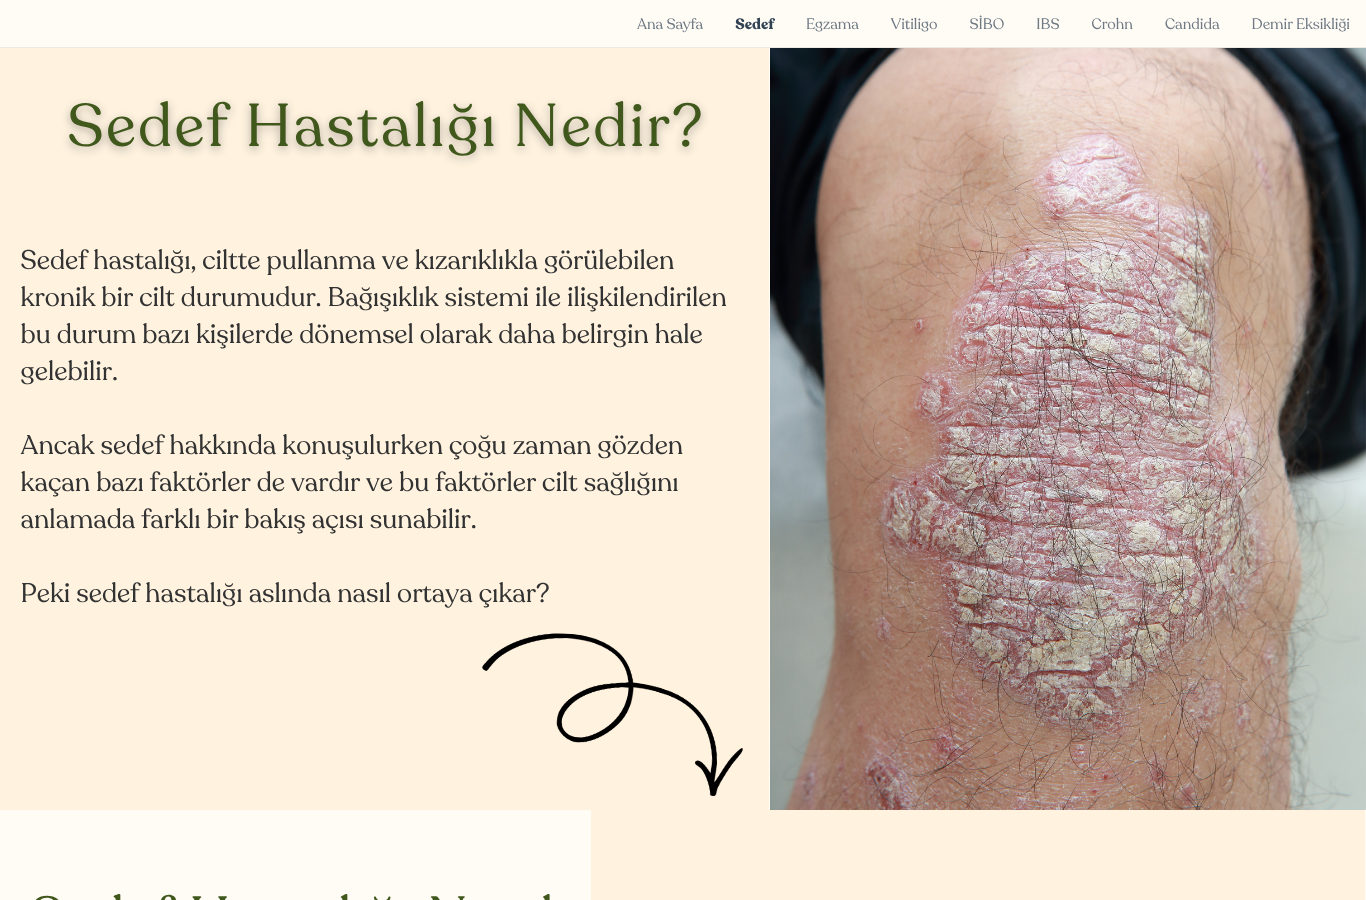 Ana Sayfa Sedef Egzama Vitiligo SİBO IBS Crohn Candida Demir Eksikliği
Sedef Hastalığı Nedir?
Sedef hastalığı, ciltte pullanma ve kızarıklıkla görülebilen
kronik bir cilt durumudur. Bağışıklık sistemi ile ilişkilendirilen
bu durum bazı kişilerde dönemsel olarak daha belirgin hale
gelebilir.
Ancak sedef hakkında konuşulurken çoğu zaman gözden
kaçan bazı faktörler de vardır ve bu faktörler cilt sağlığını
anlamada farklı bir bakış açısı sunabilir.
Peki sedef hastalığı aslında nasıl ortaya çıkar?